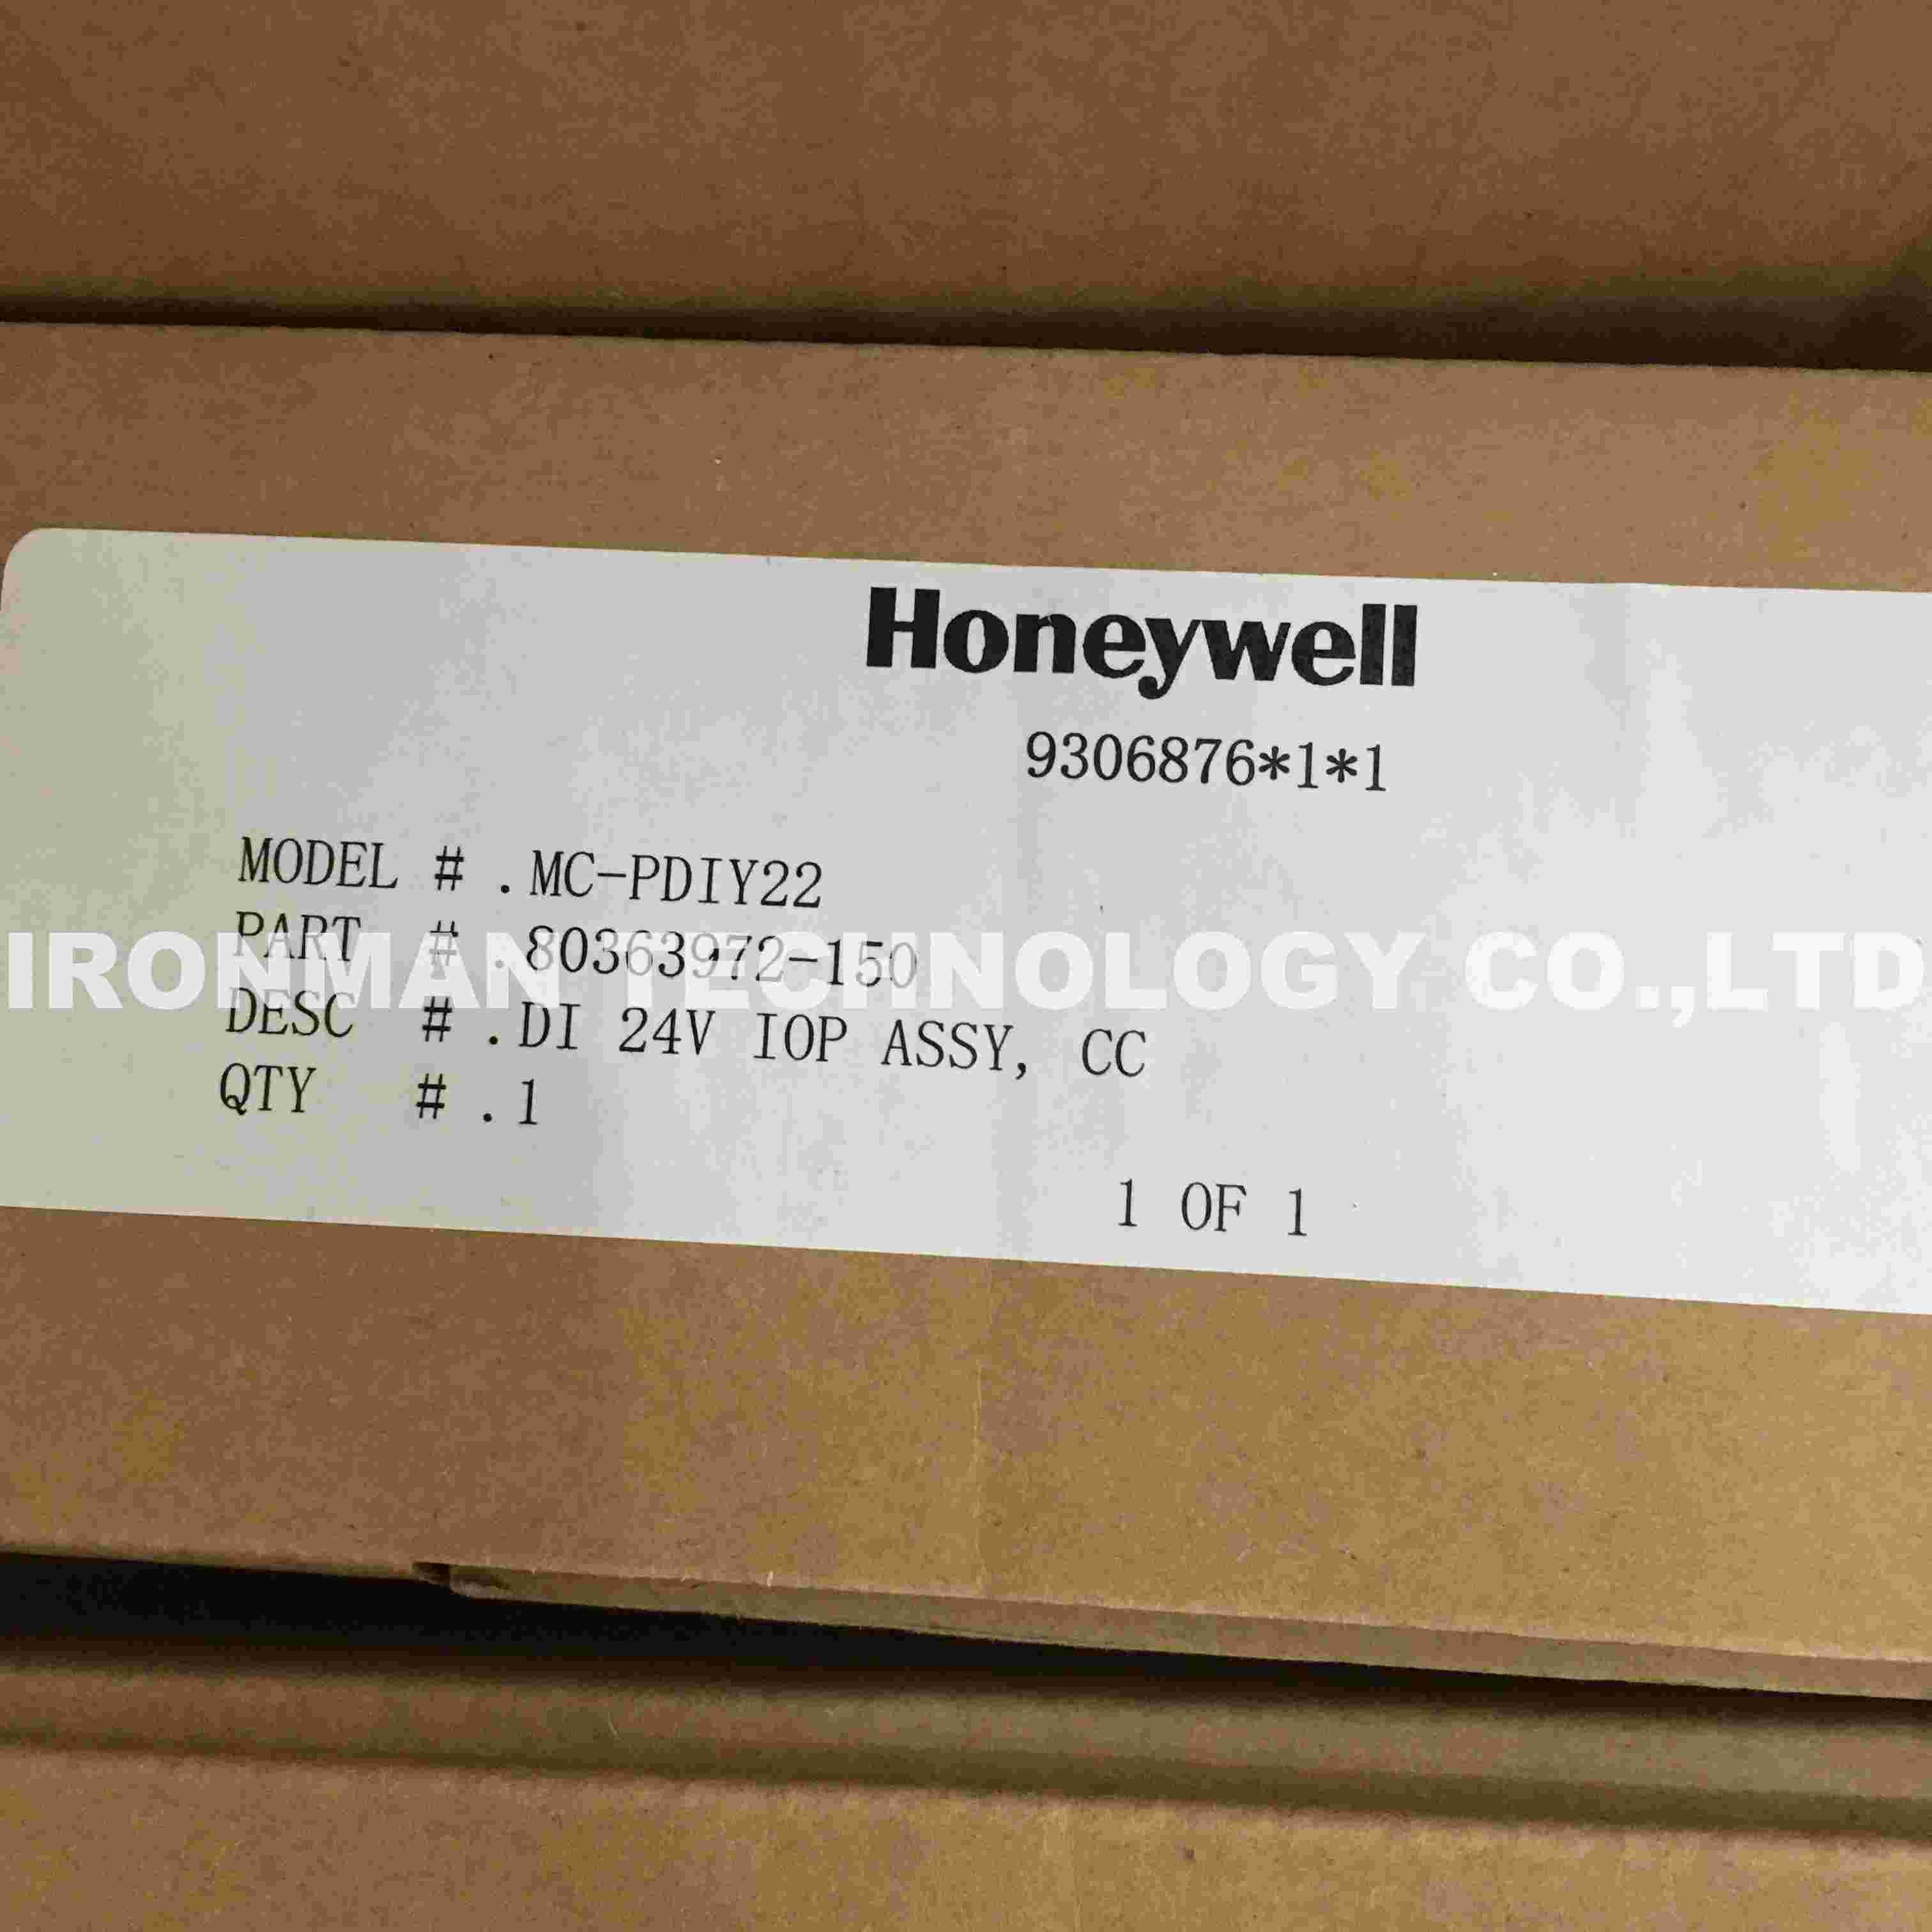 Honeywell
9306876*1*1
MODEL # .MC-PDIY22
PART # .80363972-150
IRONMAN TECHNOLOGY CO.,LTD
DESC # .DI 24V IOP ASSY, CC
QTY # .1
1 OF 1